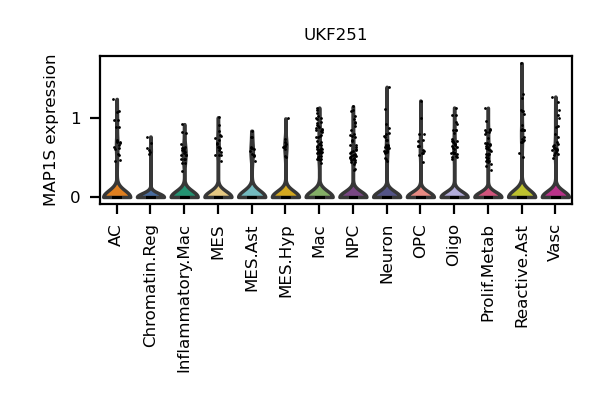 UKF251
MAP1S expression
1
0
AC
Chromatin.Reg
Inflammatory.Mac
MES
MES.Ast
MES.Hyp
Mac
NPC
Neuron
OPC
Oligo
Prolif.Metab
Reactive.Ast
Vasc